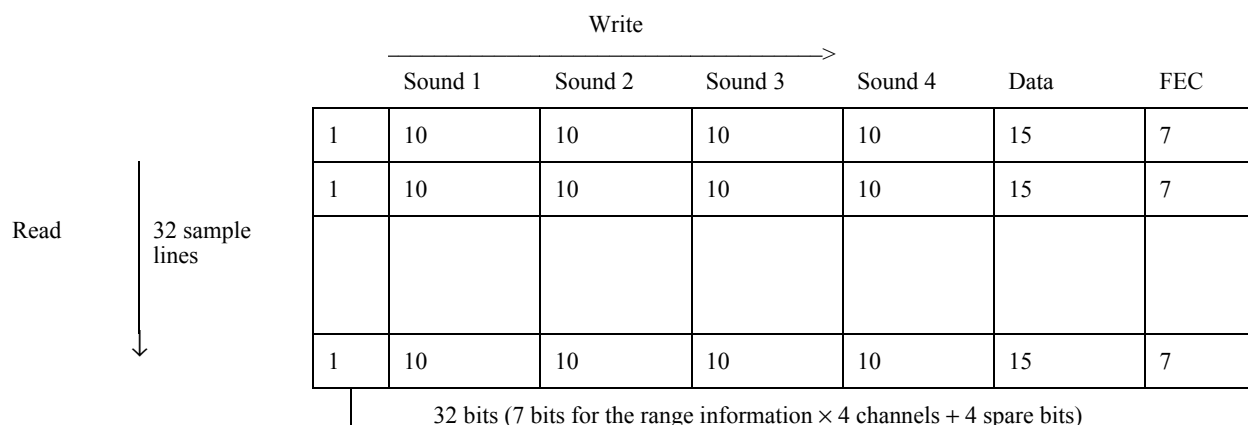 Write
Sound 1 Sound 2 Sound 3 Sound 4 Data FEC
1 10 10 10 10 15 7
1 10 10 10 10 15 7
Read 32 sample
lines
1 10 10 10 10 15 7
32 bits (7 bits for the range information × 4 channels + 4 spare bits)